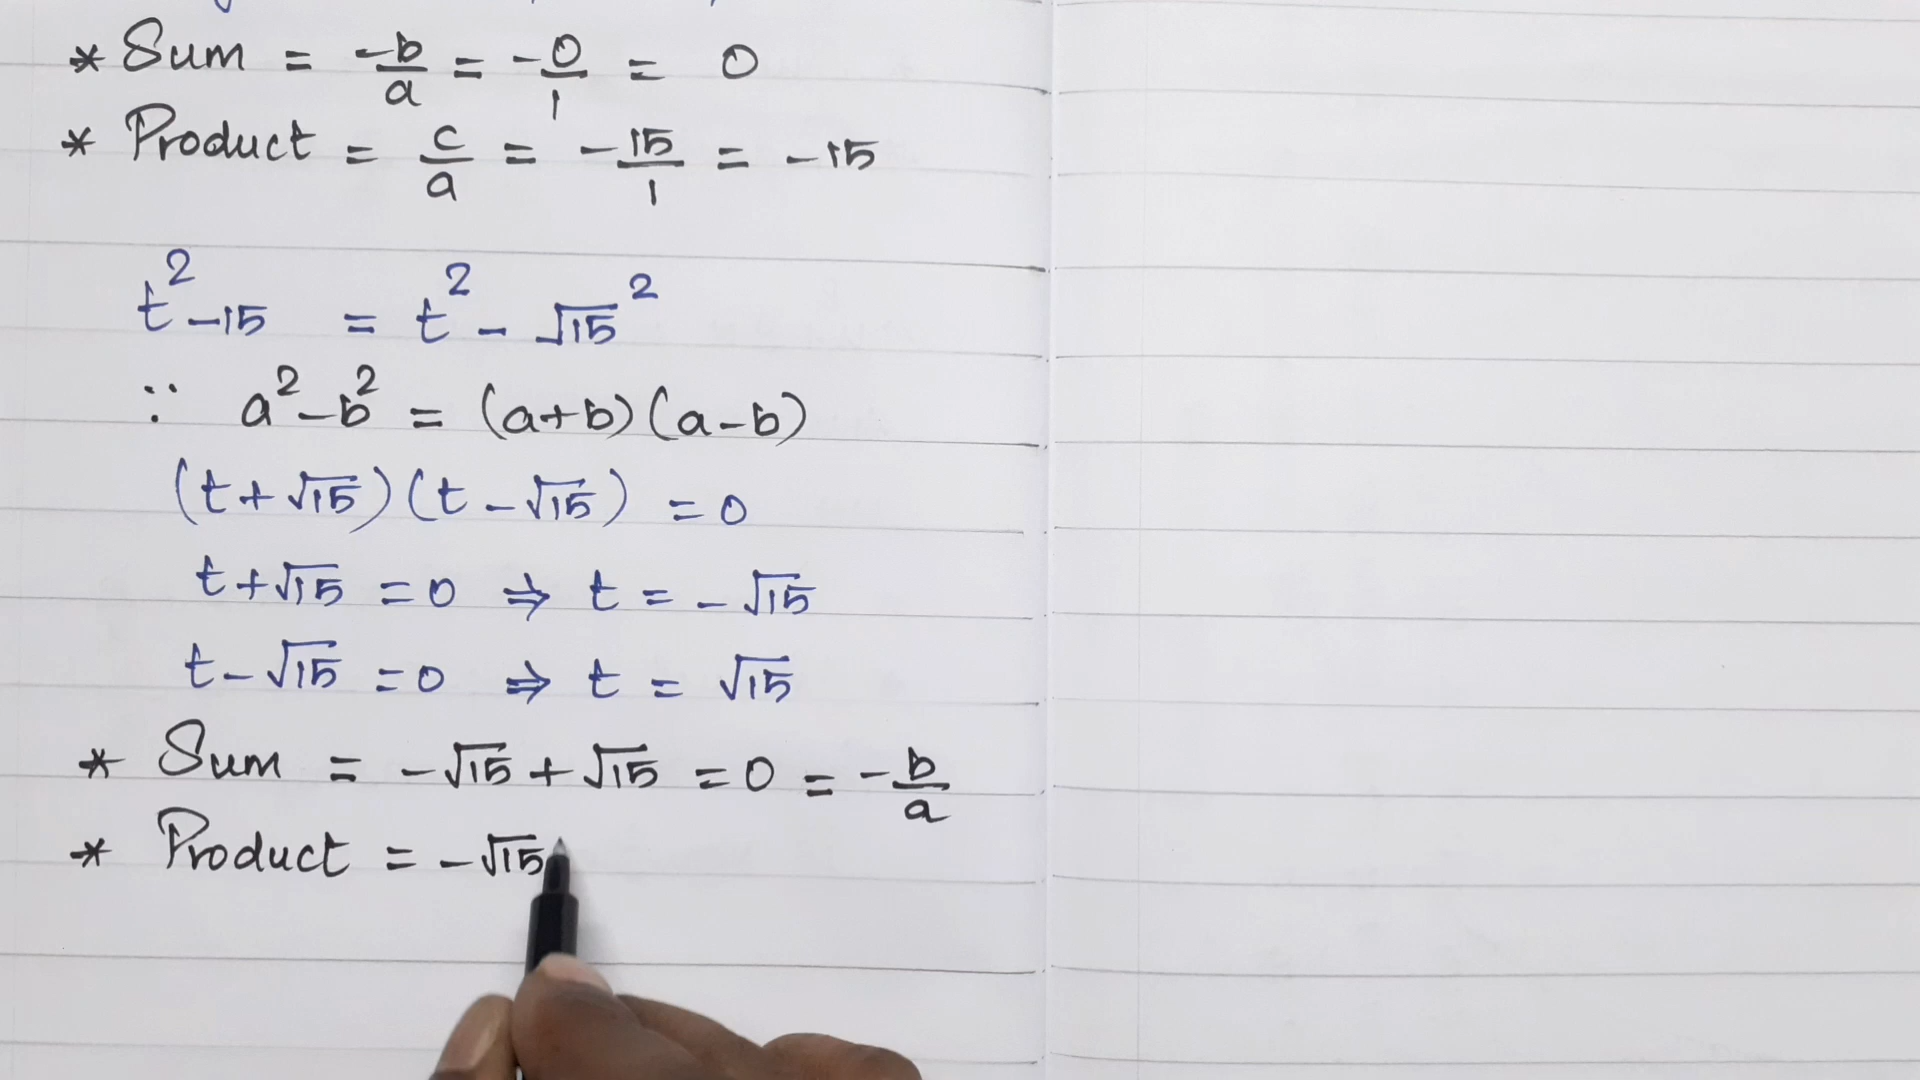 * Sum = -b/a = -0/1 = 0
* Product = c/a = -15/1 = -15
t² -15 = t² - √15²
∵ a² - b² = (a+b)(a-b)
(t+√15)(t-√15) = 0
t+√15 = 0 ⇒ t = -√15
t-√15 = 0 ⇒ t = √15
* Sum = -√15 + √15 = 0 = -b/a
* Product = -√15